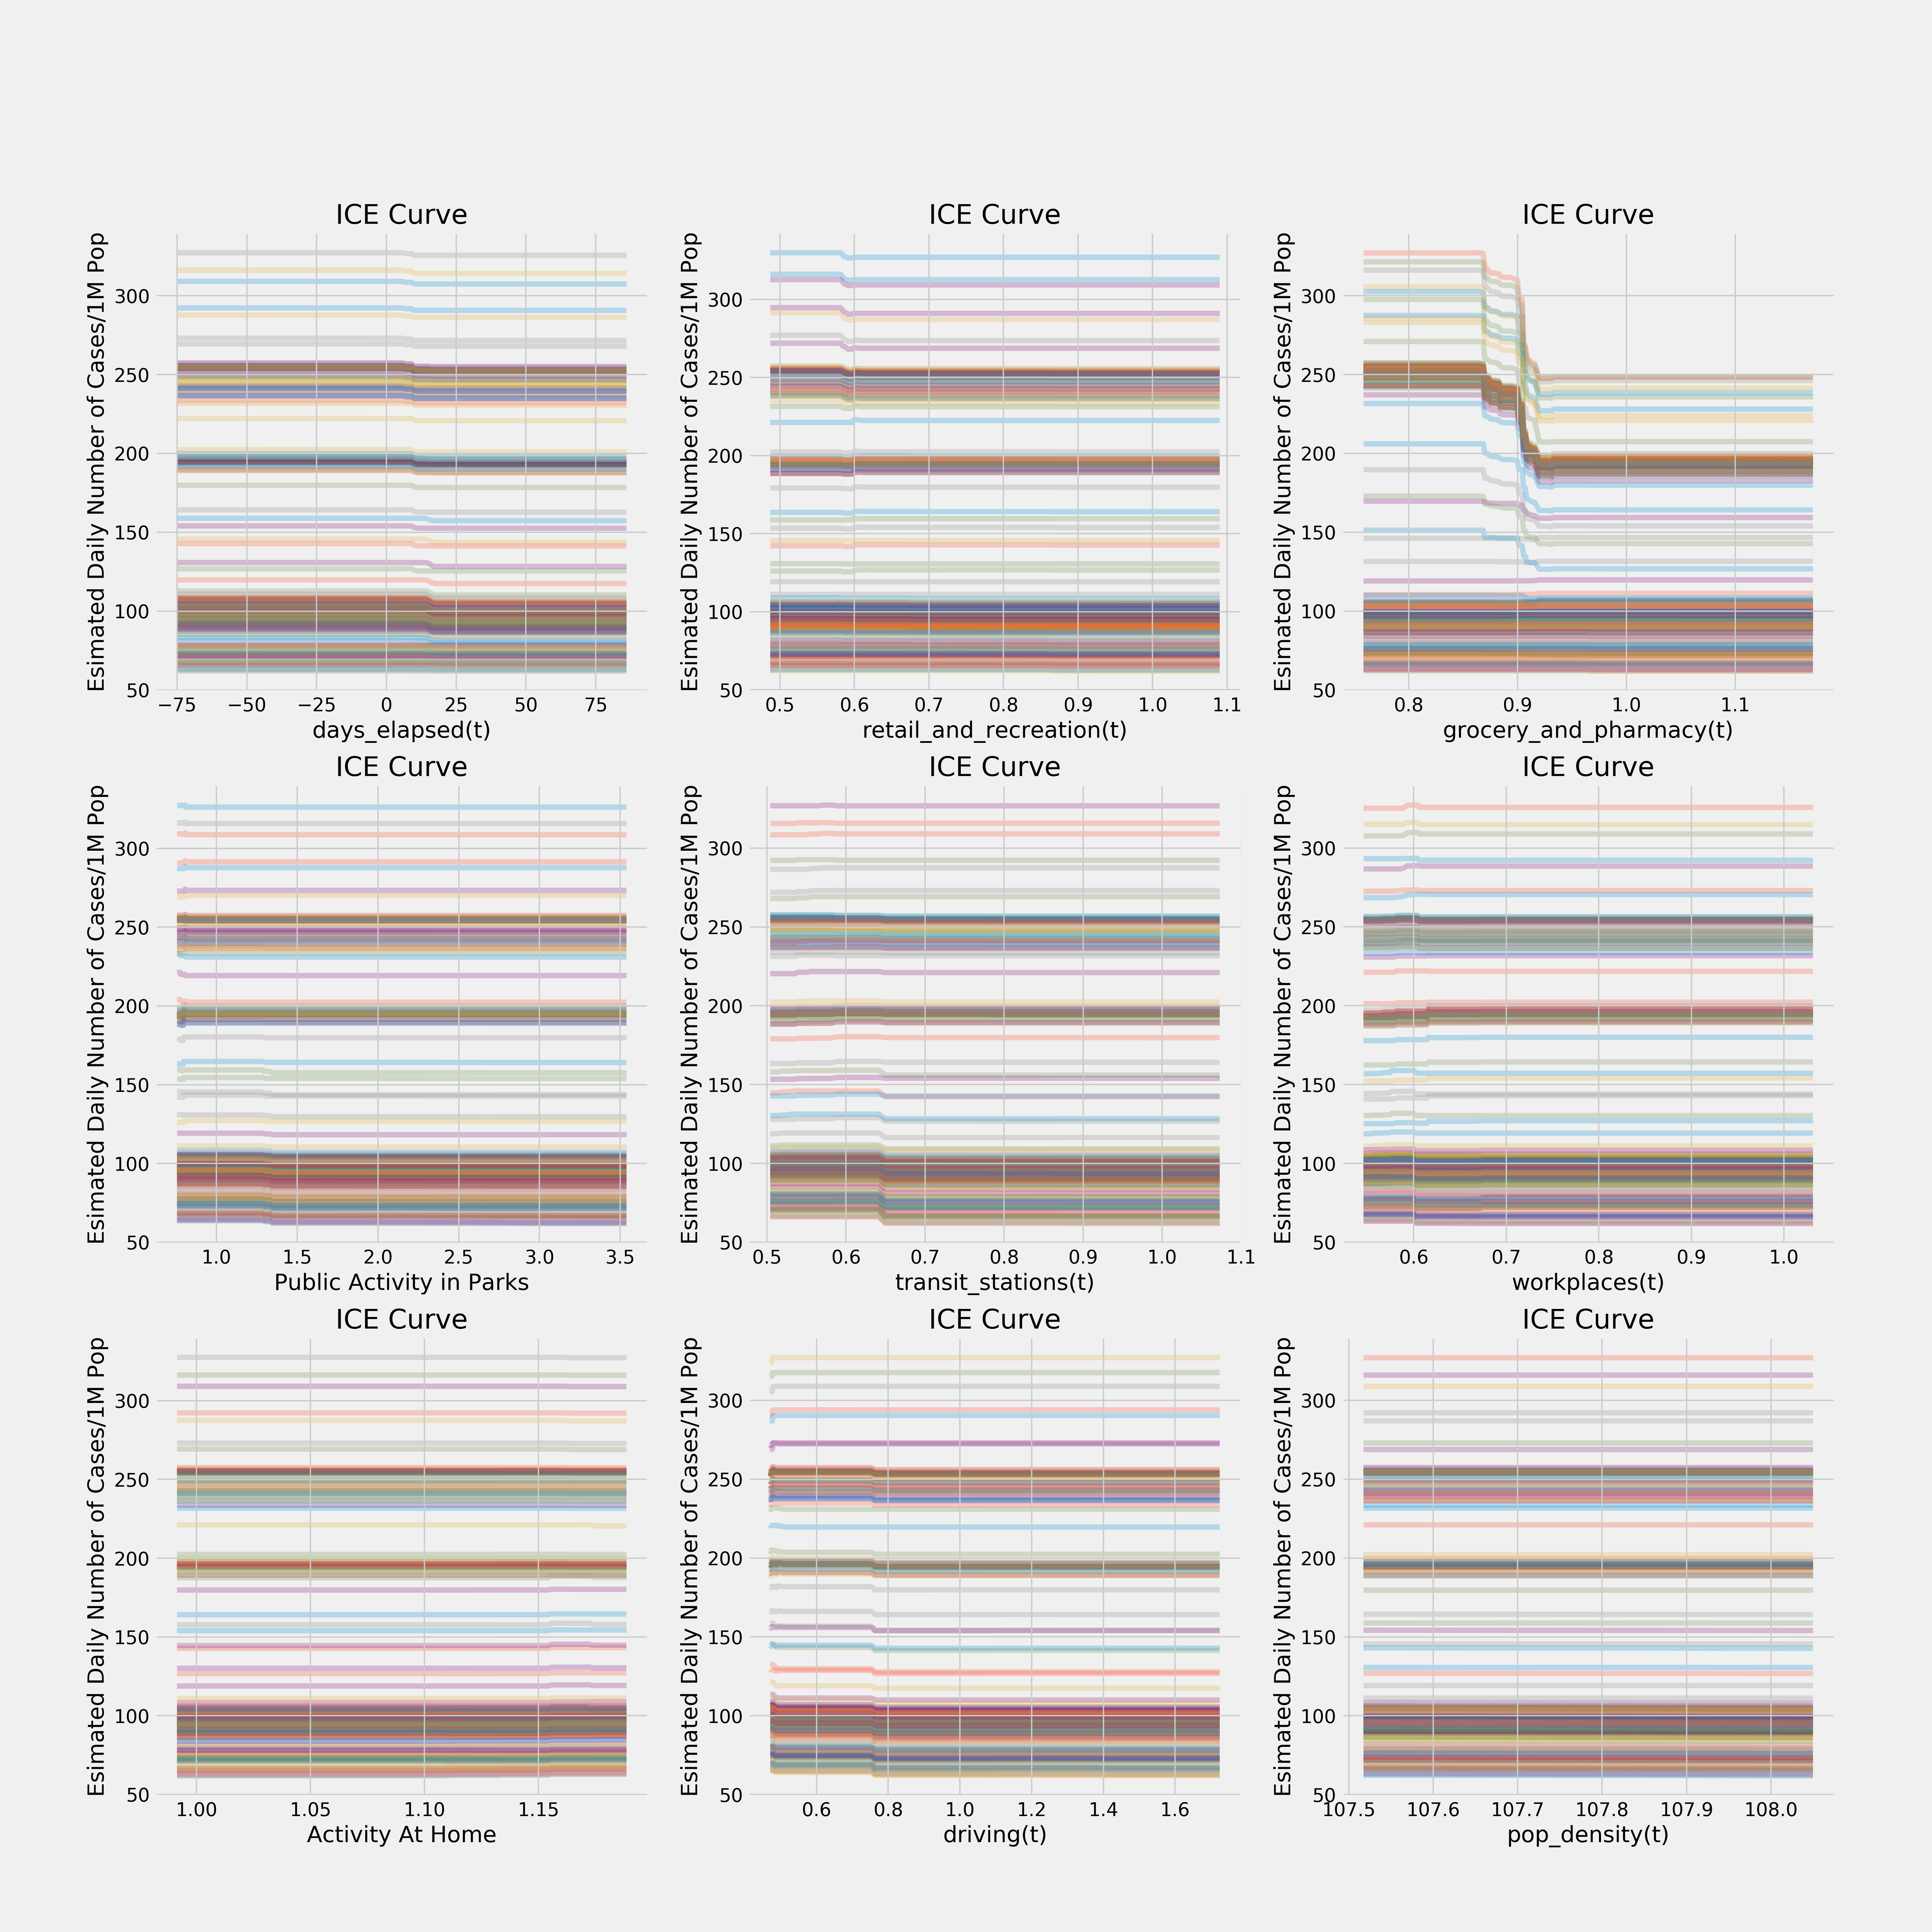 ICE Curve
Esimated Daily Number of Cases/1M Pop
300
250
200
150
100
50
−75 −50 −25 0 25 50 75
days_elapsed(t)
ICE Curve
Esimated Daily Number of Cases/1M Pop
300
250
200
150
100
50
0.5 0.6 0.7 0.8 0.9 1.0 1.1
retail_and_recreation(t)
ICE Curve
Esimated Daily Number of Cases/1M Pop
300
250
200
150
100
50
0.8 0.9 1.0 1.1
grocery_and_pharmacy(t)
ICE Curve
Esimated Daily Number of Cases/1M Pop
300
250
200
150
100
50
1.0 1.5 2.0 2.5 3.0 3.5
Public Activity in Parks
ICE Curve
Esimated Daily Number of Cases/1M Pop
300
250
200
150
100
50
0.5 0.6 0.7 0.8 0.9 1.0 1.1
transit_stations(t)
ICE Curve
Esimated Daily Number of Cases/1M Pop
300
250
200
150
100
50
0.6 0.7 0.8 0.9 1.0
workplaces(t)
ICE Curve
Esimated Daily Number of Cases/1M Pop
300
250
200
150
100
50
1.00 1.05 1.10 1.15
Activity At Home
ICE Curve
Esimated Daily Number of Cases/1M Pop
300
250
200
150
100
50
0.6 0.8 1.0 1.2 1.4 1.6
driving(t)
ICE Curve
Esimated Daily Number of Cases/1M Pop
300
250
200
150
100
50
107.5 107.6 107.7 107.8 107.9 108.0
pop_density(t)